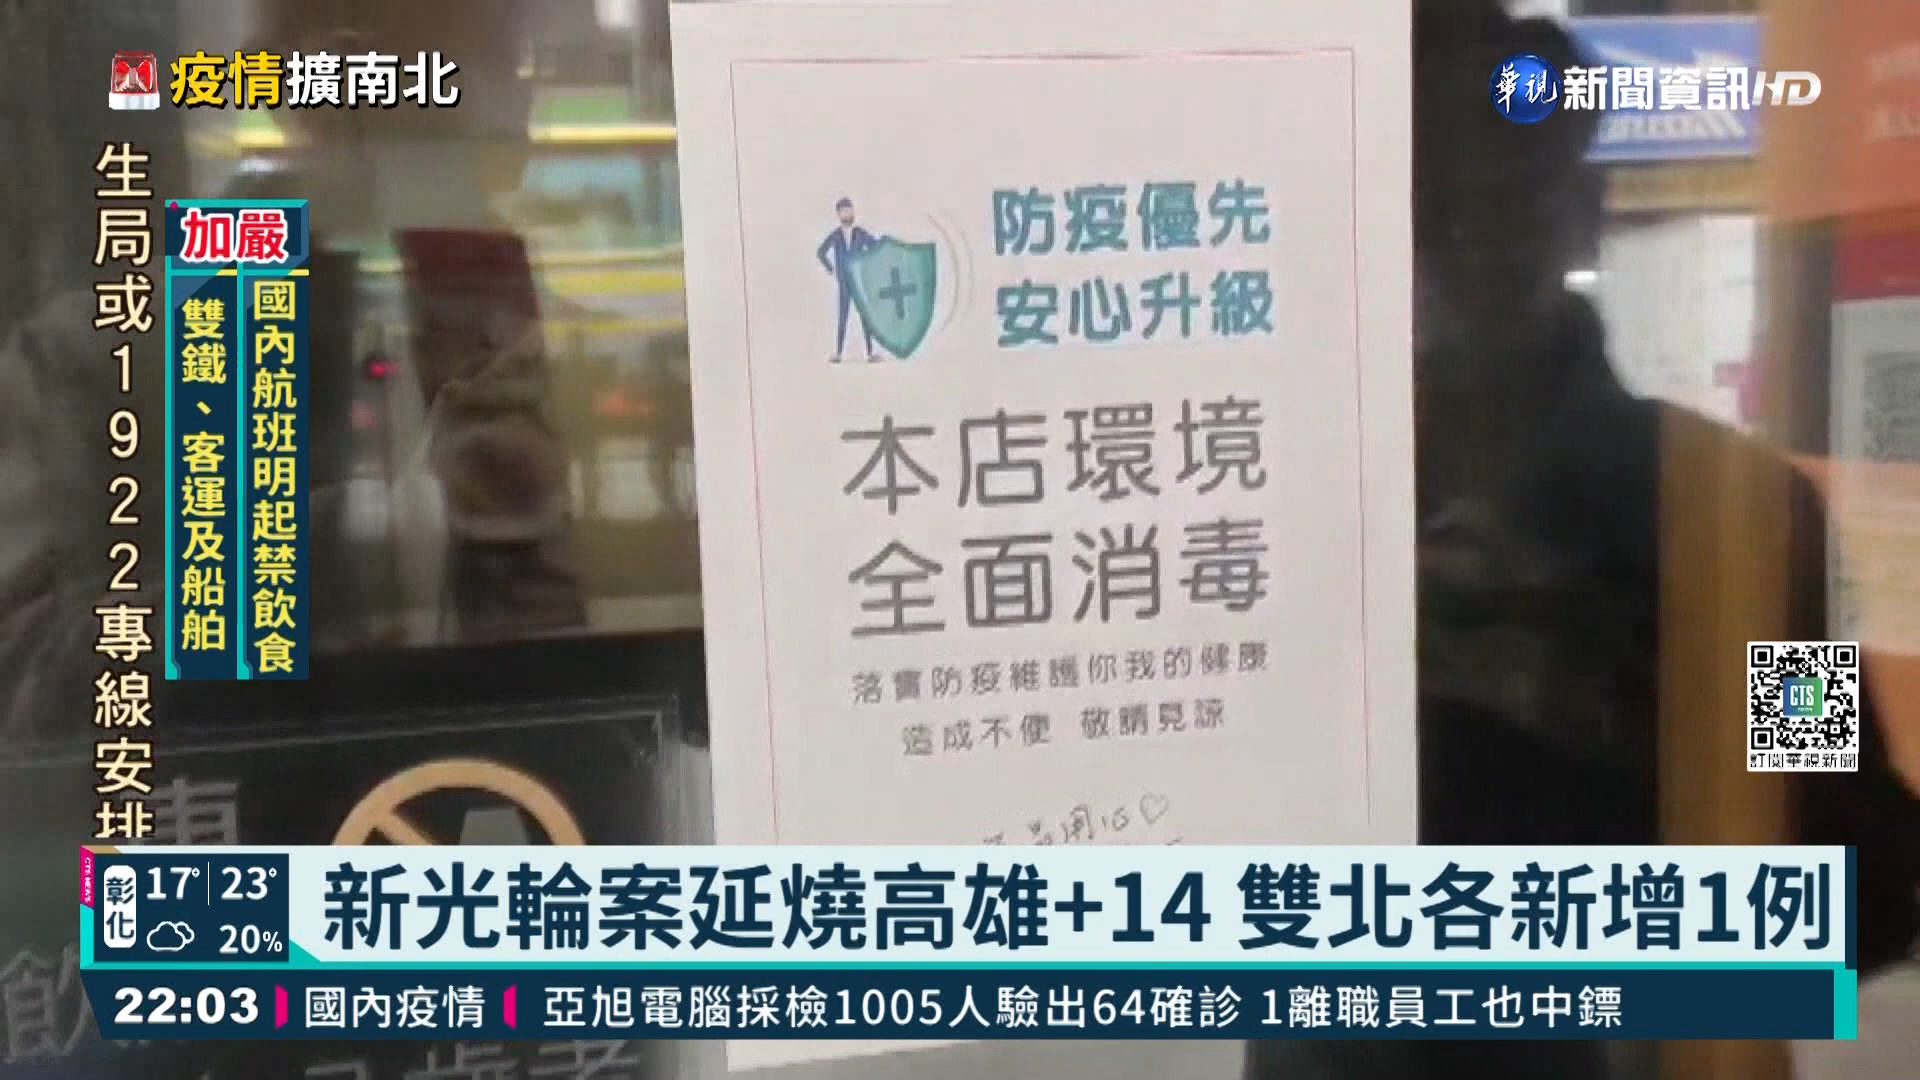 疫情擴南北
華視新聞資訊HD
生局或1922專線安排
加嚴
國內航班明起禁飲食
雙鐵、客運及船舶
防疫優先
安心升級
本店環境
全面消毒
落實防疫維護你我的健康
造成不便 敬請見諒
CTS
訂閱華視新聞
CTS NEWS
彰化
17° 23°
20%
新光輪案延燒高雄+14 雙北各新增1例
22:03 國內疫情 亞旭電腦採檢1005人驗出64確診 1離職員工也中鏢